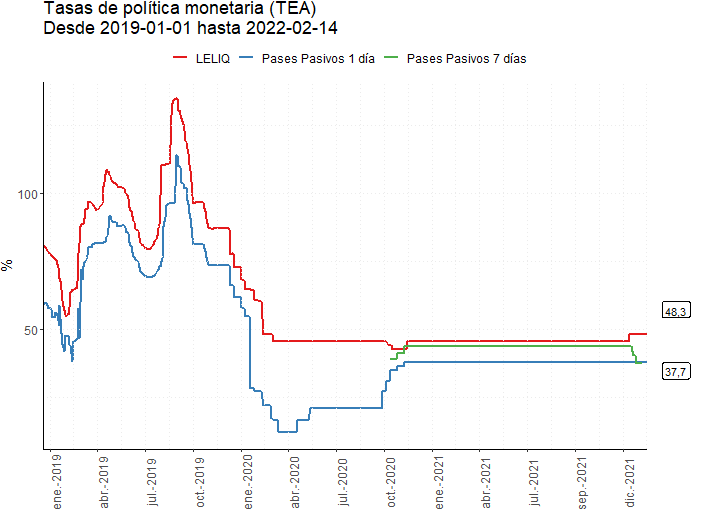 Tasas de política monetaria (TEA)
Desde 2019-01-01 hasta 2022-02-14
LELIQ Pases Pasivos 1 día Pases Pasivos 7 días
100
50
%
48,3
37,7
ene.-2019
abr.-2019
jul.-2019
oct.-2019
ene.-2020
abr.-2020
jul.-2020
oct.-2020
ene.-2021
abr.-2021
jul.-2021
sep.-2021
dic.-2021